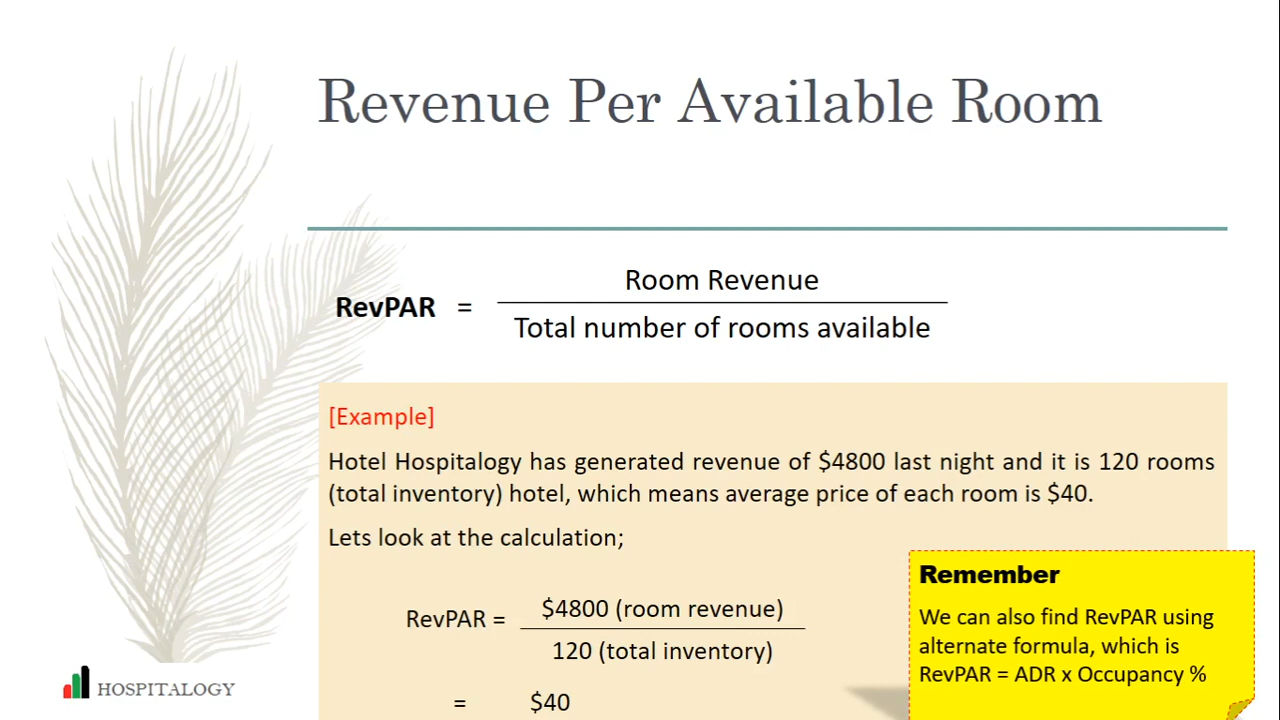 Revenue Per Available Room
RevPAR = Room Revenue
Total number of rooms available
[Example]
Hotel Hospitalogy has generated revenue of $4800 last night and it is 120 rooms
(total inventory) hotel, which means average price of each room is $40.
Lets look at the calculation;
RevPAR = $4800 (room revenue)
120 (total inventory)
= $40
Remember
We can also find RevPAR using
alternate formula, which is
RevPAR = ADR x Occupancy %
HOSPITALOGY